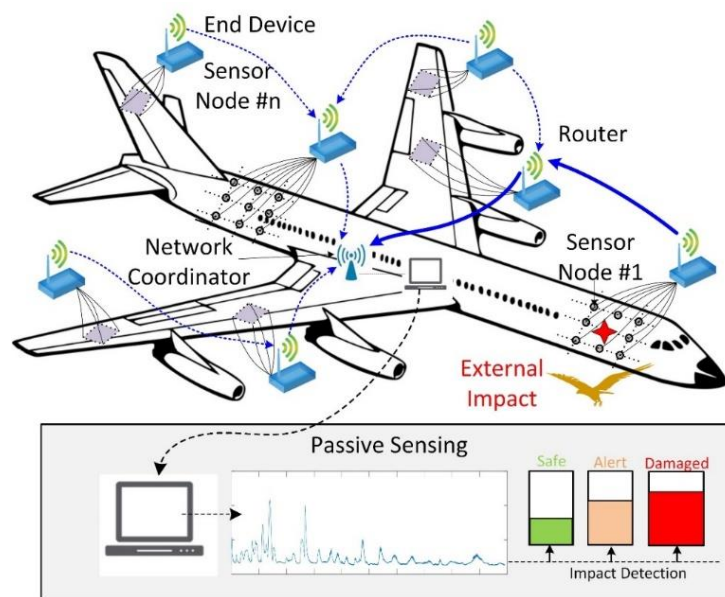 End Device
Sensor
Node #n
Router
Network
Coordinator
Sensor
Node #1
External
Impact
Passive Sensing
Safe
Alert
Damaged
Impact Detection